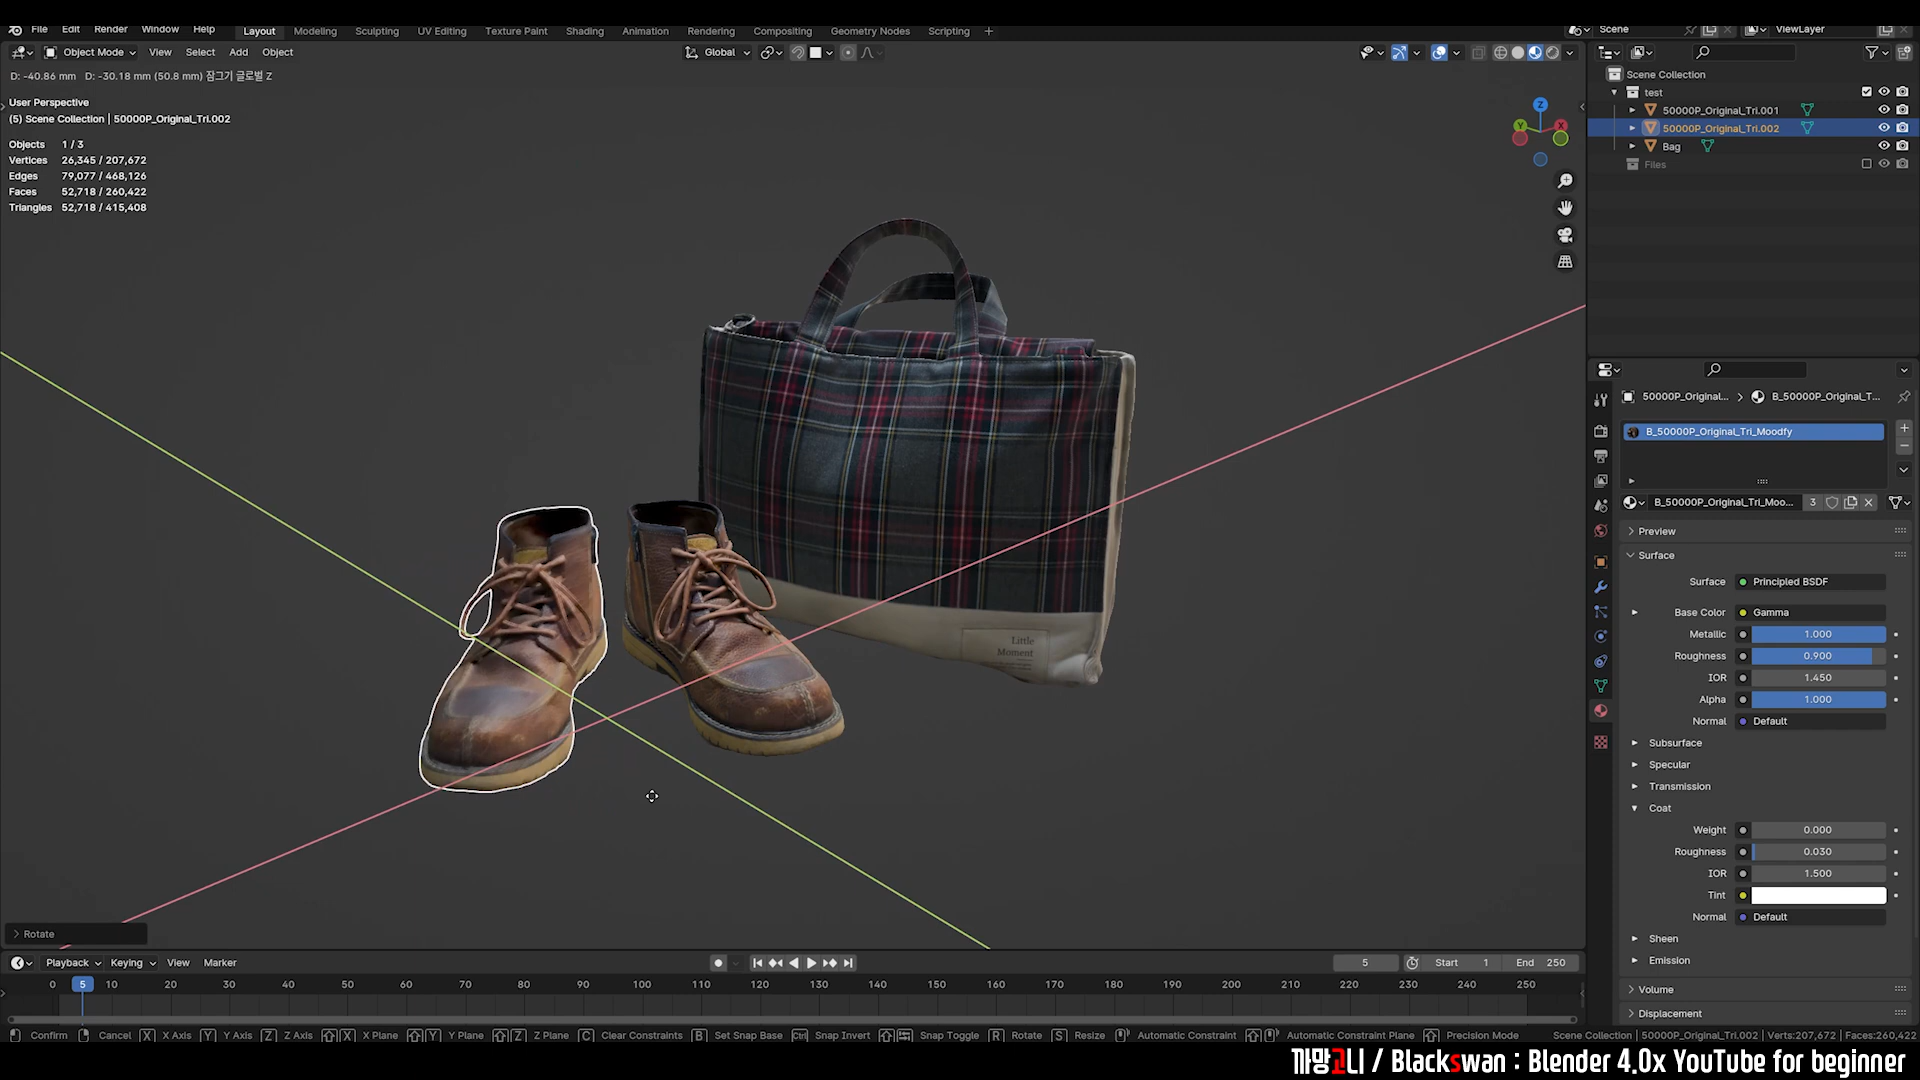 File Edit Render Window Help Layout Modeling Sculpting UV Editing Texture Paint Shading Animation Rendering Compositing Geometry Nodes Scripting Scene ViewLayer
Object Mode View Select Add Object Global
D: -40.86 mm D: -30.18 mm (50.8 mm) 잠그기 글로벌 Z
User Perspective
(5) Scene Collection | 50000P_Original_Tri.002
Objects 1 / 3
Vertices 26,345 / 207,672
Edges 79,077 / 468,126
Faces 52,718 / 260,422
Triangles 52,718 / 415,408
Z
Y X
Little
Moment
Rotate
Scene Collection
test
50000P_Original_Tri.001
50000P_Original_Tri.002
Bag
Files
50000P_Original... B_50000P_Original_T...
B_50000P_Original_Tri_Moodfy
B_50000P_Original_Tri_Moo... 3
Preview
Surface
Surface Principled BSDF
Base Color Gamma
Metallic 1.000
Roughness 0.900
IOR 1.450
Alpha 1.000
Normal Default
Subsurface
Specular
Transmission
Coat
Weight 0.000
Roughness 0.030
IOR 1.500
Tint
Normal Default
Sheen
Emission
Volume
Displacement
Playback Keying View Marker 5 Start 1 End 250
0 5 10 20 30 40 50 60 70 80 90 100 110 120 130 140 150 160 170 180 190 200 210 220 230 240 250
Confirm Cancel X X Axis Y Y Axis Z Z Axis X X Plane Y Y Plane Z Z Plane C Clear Constraints B Set Snap Base Ctrl Snap Invert Snap Toggle R Rotate S Resize Automatic Constraint Automatic Constraint Plane Precision Mode Scene Collection | 50000P_Original_Tri.002 | Verts:207,672 | Faces:260,422
까망고니 / Blackswan : Blender 4.0x YouTube for beginner